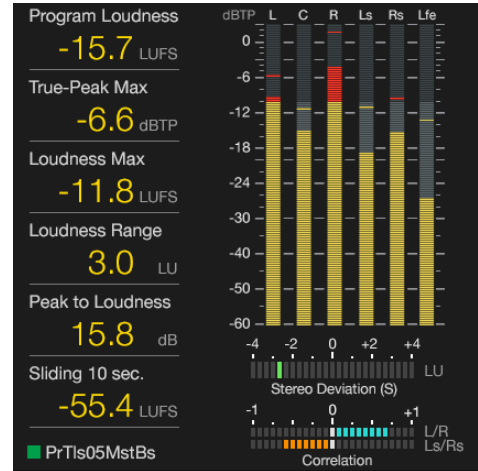 Program Loudness
-15.7 LUFS
True-Peak Max
-6.6 dBTP
Loudness Max
-11.8 LUFS
Loudness Range
3.0 LU
Peak to Loudness
15.8 dB
Sliding 10 sec.
-55.4 LUFS
PrTls05MstBs
dBTP L C R Ls Rs Lfe
0
-6
-12
-18
-24
-30
-40
-50
-60
-4 -2 0 +2 +4
LU
Stereo Deviation (S)
-1 0 +1
L/R
Ls/Rs
Correlation